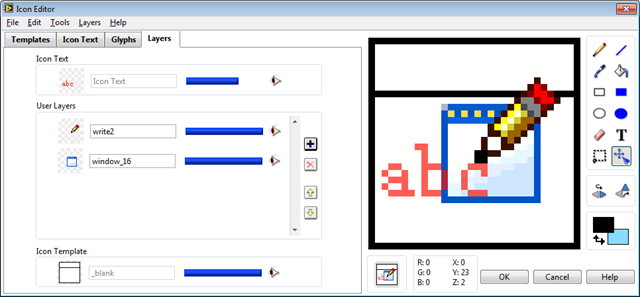 Icon Editor
File Edit Tools Layers Help
Templates Icon Text Glyphs Layers
Icon Text
abc Icon Text
User Layers
write2
window_16
Icon Template
_blank
abc
T
abc
R: 0 X: 0
G: 0 Y: 23
B: 0 Z: 2
OK Cancel Help